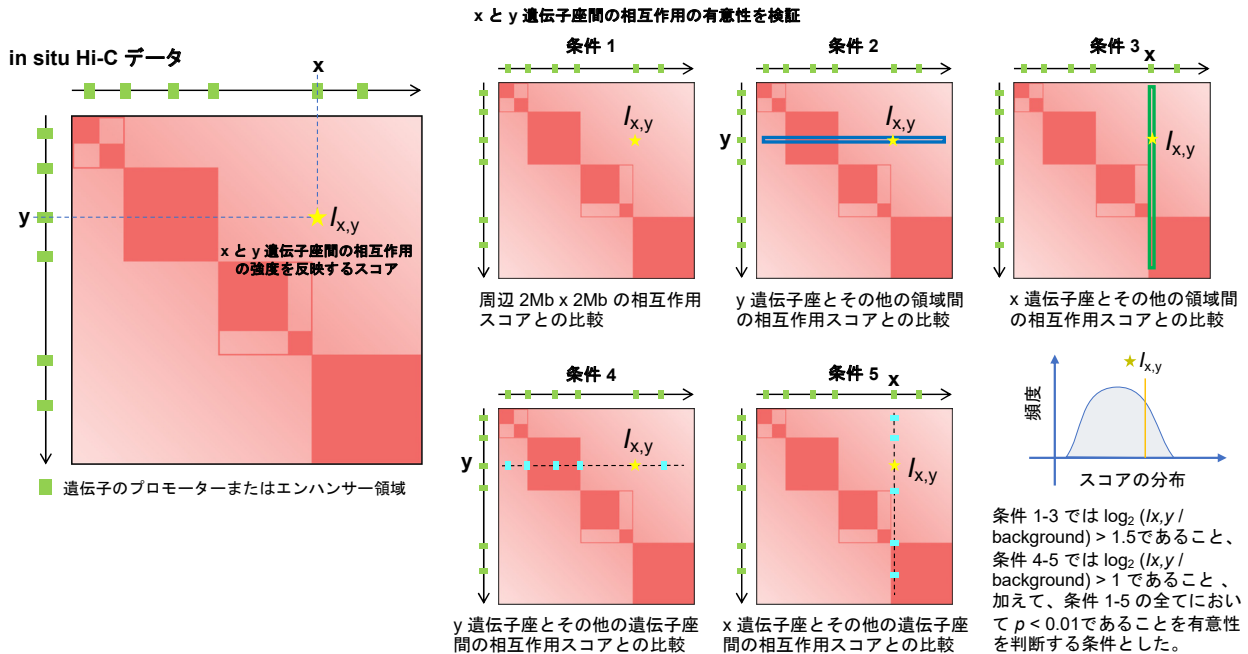 x と y 遺伝子座間の相互作用の有意性を検証
in situ Hi-C データ
x
y
Ix,y
x と y 遺伝子座間の相互作用
の強度を反映するスコア
遺伝子のプロモーターまたはエンハンサー領域
条件 1
Ix,y
周辺 2Mb x 2Mb の相互作用
スコアとの比較
条件 2
y
Ix,y
y 遺伝子座とその他の領域間
の相互作用スコアとの比較
条件 3
x
Ix,y
x 遺伝子座とその他の領域間
の相互作用スコアとの比較
条件 4
y
Ix,y
y 遺伝子座とその他の遺伝子座
間の相互作用スコアとの比較
条件 5
x
Ix,y
x 遺伝子座とその他の遺伝子座
間の相互作用スコアとの比較
Ix,y
頻度
スコアの分布
条件 1-3 では log2 (Ix,y /
background) > 1.5であること、
条件 4-5 では log2 (Ix,y /
background) > 1 であること 、
加えて、条件 1-5 の全てにおい
て p < 0.01であることを有意性
を判断する条件とした。